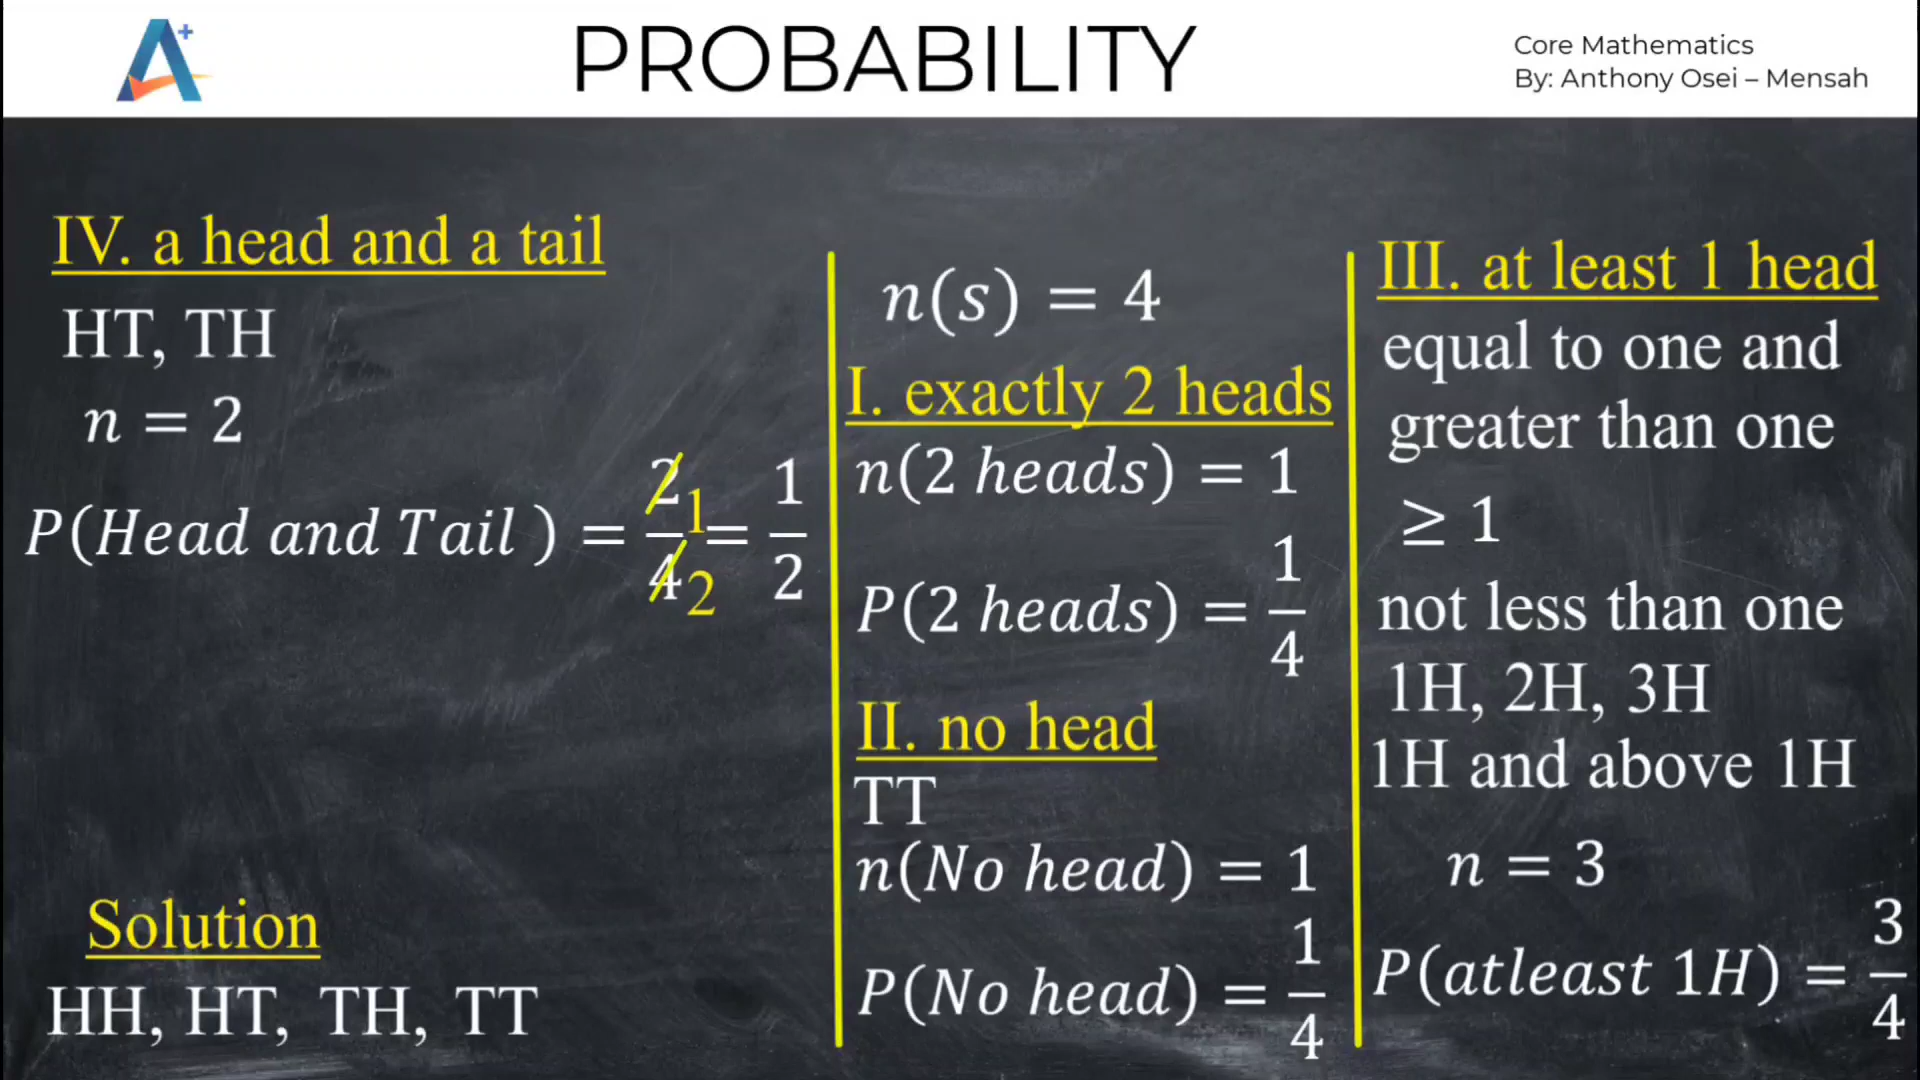 A+
PROBABILITY
Core Mathematics
By: Anthony Osei – Mensah
IV. a head and a tail
HT, TH
n = 2
P(Head and Tail ) = 2/4 1 2 = 1/2
Solution
HH, HT, TH, TT
n(s) = 4
I. exactly 2 heads
n(2 heads) = 1
P(2 heads) = 1/4
II. no head
TT
n(No head) = 1
P(No head) = 1/4
III. at least 1 head
equal to one and
greater than one
≥ 1
not less than one
1H, 2H, 3H
1H and above 1H
n = 3
P(atleast 1H) = 3/4